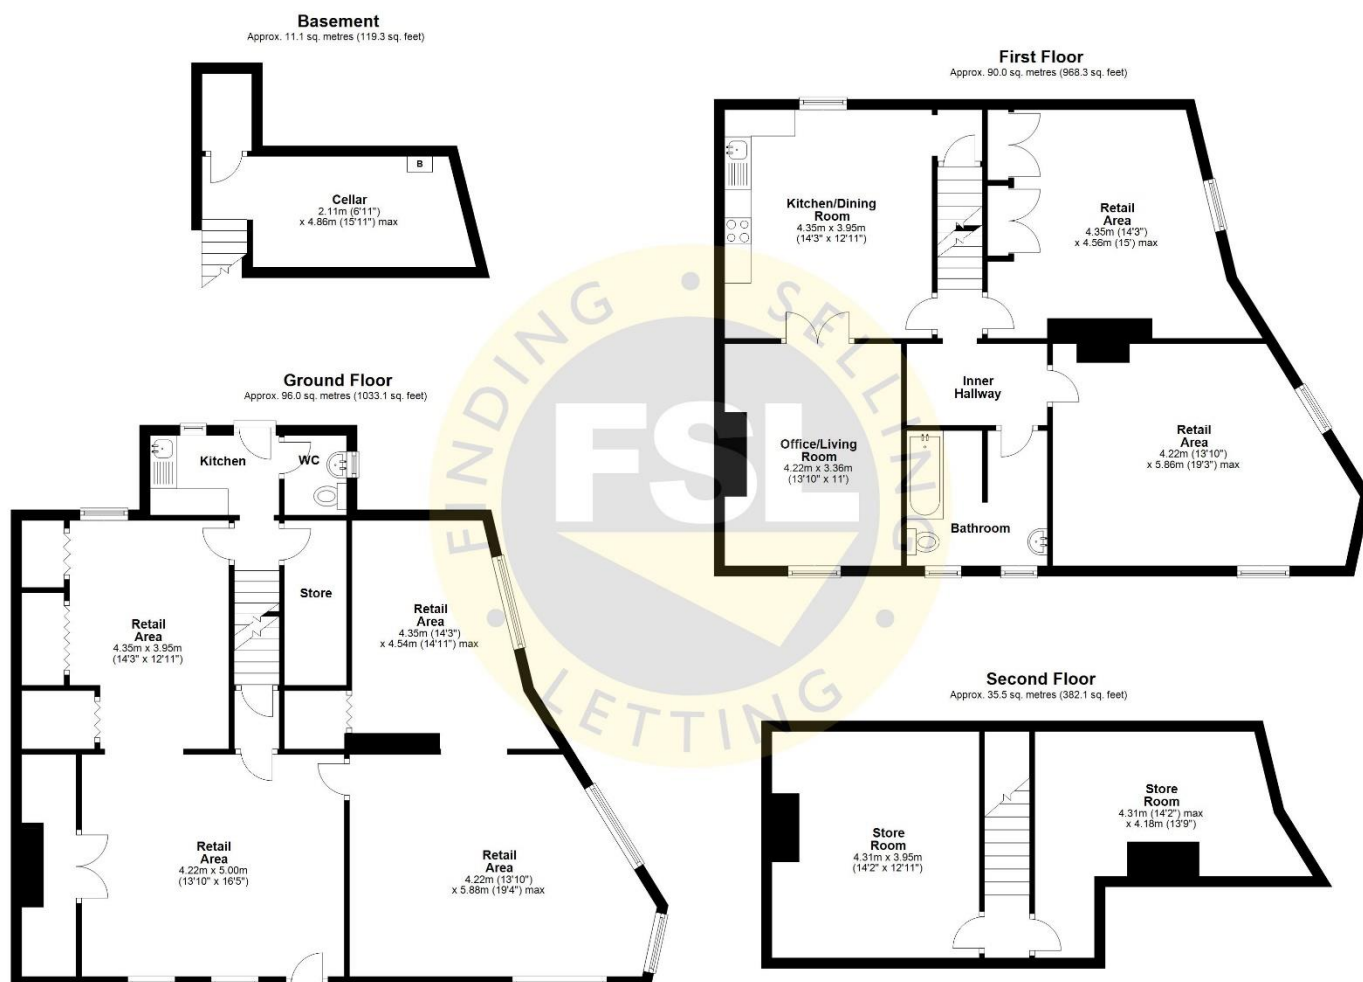 Basement
Approx. 11.1 sq. metres (119.3 sq. feet)
B
Cellar
2.11m (6'11")
x 4.86m (15'11") max
First Floor
Approx. 90.0 sq. metres (968.3 sq. feet)
Kitchen/Dining
Room
4.35m x 3.95m
(14'3" x 12'11")
Retail
Area
4.35m (14'3")
x 4.56m (15') max
Inner
Hallway
Office/Living
Room
4.22m x 3.36m
(13'10" x 11')
Retail
Area
4.22m (13'10")
x 5.86m (19'3") max
Bathroom
Ground Floor
Approx. 96.0 sq. metres (1033.1 sq. feet)
Kitchen
WC
Store
Retail
Area
4.35m x 3.95m
(14'3" x 12'11")
Retail
Area
4.35m (14'3")
x 4.54m (14'11") max
Retail
Area
4.22m x 5.00m
(13'10" x 16'5")
Retail
Area
4.22m (13'10")
x 5.88m (19'4") max
Second Floor
Approx. 35.5 sq. metres (382.1 sq. feet)
Store
Room
4.31m x 3.95m
(14'2" x 12'11")
Store
Room
4.31m (14'2") max
x 4.18m (13'9")
FINDING • SELLING • LETTING •
FSL